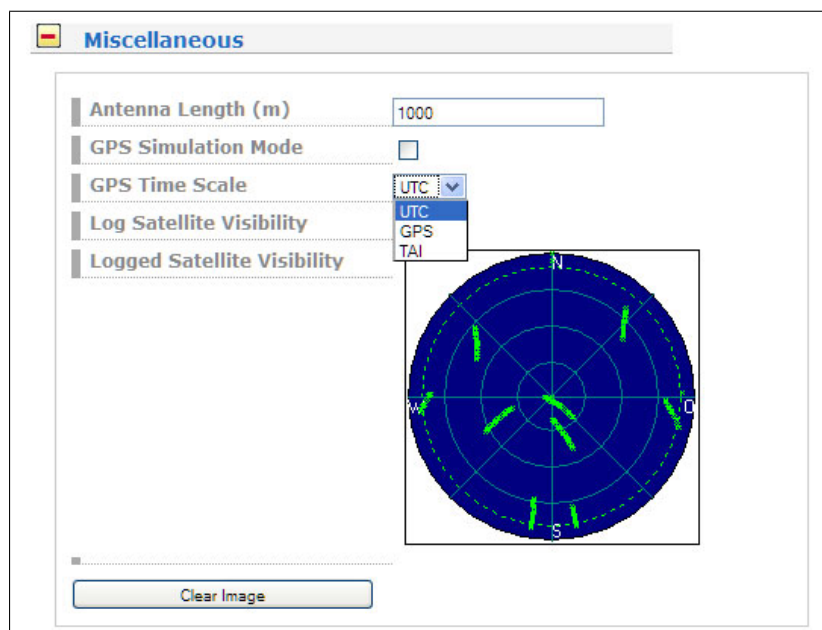 Miscellaneous
Antenna Length (m) 1000
GPS Simulation Mode
GPS Time Scale UTC
UTC
Log Satellite Visibility GPS
TAI
Logged Satellite Visibility
N
W O
S
Clear Image